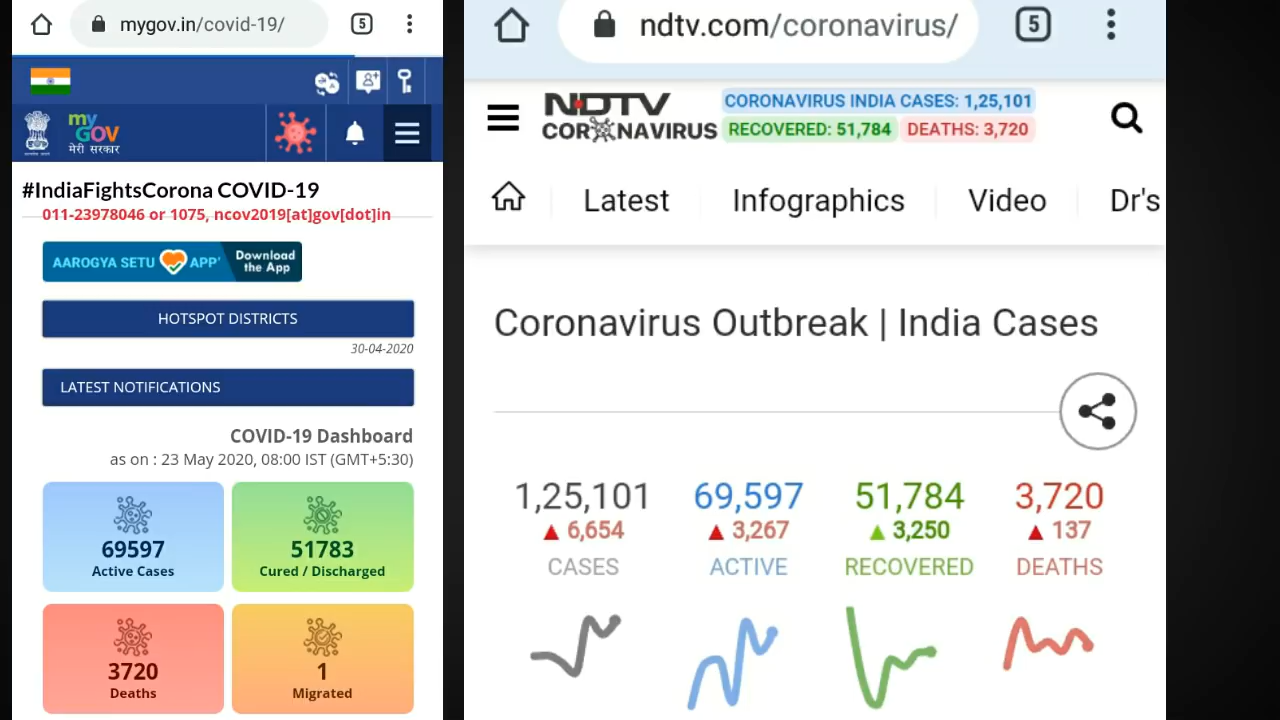 mygov.in/covid-19/
5
my
GOV
मेरी सरकार
#IndiaFightsCorona COVID-19
011-23978046 or 1075, ncov2019[at]gov[dot]in
AAROGYA SETU APP' Download
the App
HOTSPOT DISTRICTS
30-04-2020
LATEST NOTIFICATIONS
COVID-19 Dashboard
as on : 23 May 2020, 08:00 IST (GMT+5:30)
69597
Active Cases
51783
Cured / Discharged
3720
Deaths
1
Migrated
ndtv.com/coronavirus/
5
NDTV
CORONAVIRUS
CORONAVIRUS INDIA CASES: 1,25,101
RECOVERED: 51,784 DEATHS: 3,720
Latest Infographics Video Dr's
Coronavirus Outbreak | India Cases
1,25,101 69,597 51,784 3,720
▲ 6,654 ▲ 3,267 ▲ 3,250 ▲ 137
CASES ACTIVE RECOVERED DEATHS